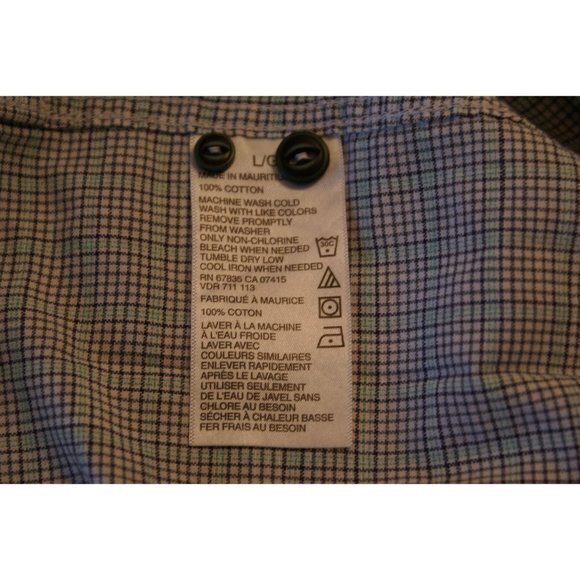 L/G
MADE IN MAURITIUS
100% COTTON
MACHINE WASH COLD
WASH WITH LIKE COLORS
REMOVE PROMPTLY
FROM WASHER
ONLY NON-CHLORINE
BLEACH WHEN NEEDED
TUMBLE DRY LOW
COOL IRON WHEN NEEDED
RN 67835 CA 07415
VDR 711 113
FABRIQUÉ À MAURICE
100% COTON
LAVER À LA MACHINE
À L'EAU FROIDE
LAVER AVEC
COULEURS SIMILAIRES
ENLEVER RAPIDEMENT
APRÈS LE LAVAGE
UTILISER SEULEMENT
DE L'EAU DE JAVEL SANS
CHLORE AU BESOIN
SÉCHER À CHALEUR BASSE
FER FRAIS AU BESOIN
30C